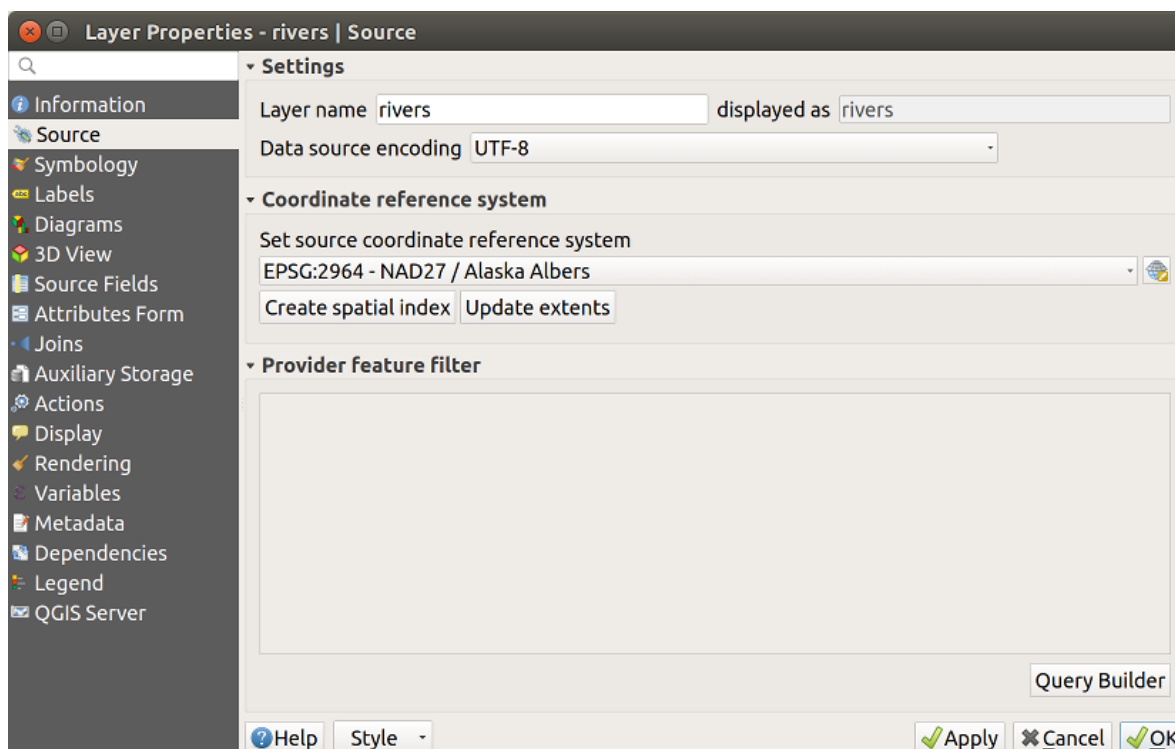 Layer Properties - rivers | Source
Information
Source
Symbology
Labels
Diagrams
3D View
Source Fields
Attributes Form
Joins
Auxiliary Storage
Actions
Display
Rendering
Variables
Metadata
Dependencies
Legend
QGIS Server
Settings
Layer name rivers displayed as rivers
Data source encoding UTF-8
Coordinate reference system
Set source coordinate reference system
EPSG:2964 - NAD27 / Alaska Albers
Create spatial index Update extents
Provider feature filter
Query Builder
Help Style Apply Cancel OK